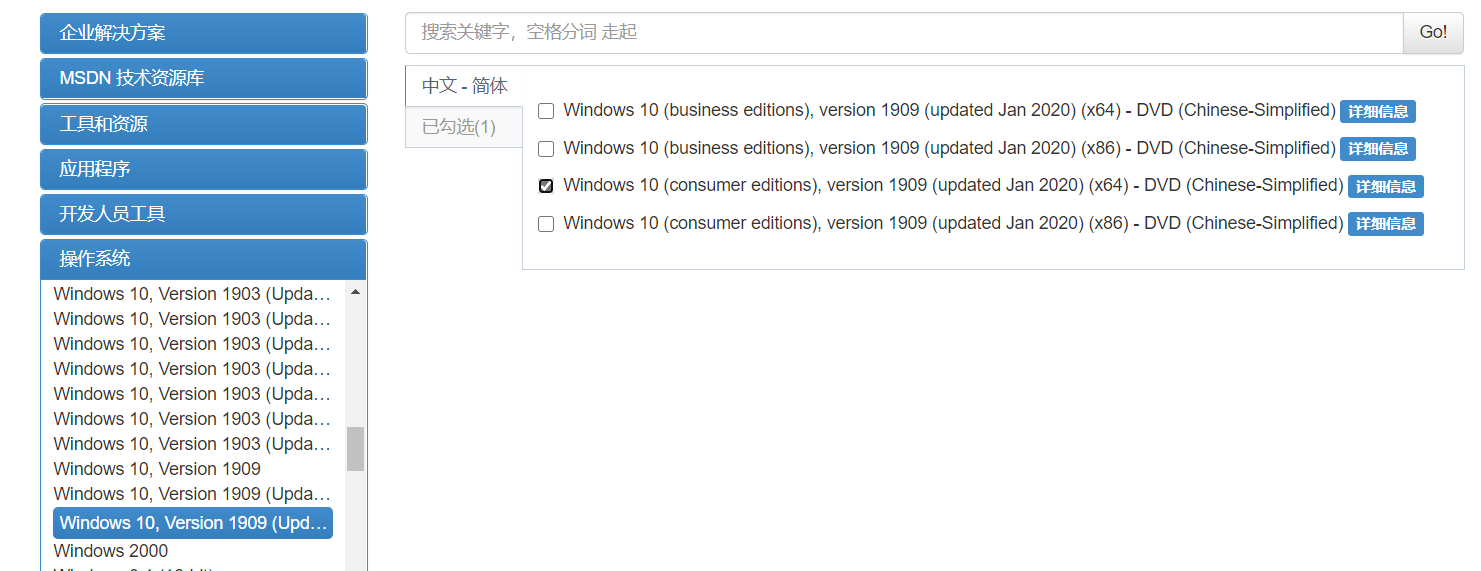 企业解决方案
MSDN 技术资源库
工具和资源
应用程序
开发人员工具
操作系统
Windows 10, Version 1903 (Upda…
Windows 10, Version 1903 (Upda…
Windows 10, Version 1903 (Upda…
Windows 10, Version 1903 (Upda…
Windows 10, Version 1903 (Upda…
Windows 10, Version 1903 (Upda…
Windows 10, Version 1903 (Upda…
Windows 10, Version 1909
Windows 10, Version 1909 (Upda…
Windows 10, Version 1909 (Upd…
Windows 2000
搜索关键字，空格分词 走起
Go!
中文 - 简体
已勾选(1)
Windows 10 (business editions), version 1909 (updated Jan 2020) (x64) - DVD (Chinese-Simplified) 详细信息
Windows 10 (business editions), version 1909 (updated Jan 2020) (x86) - DVD (Chinese-Simplified) 详细信息
Windows 10 (consumer editions), version 1909 (updated Jan 2020) (x64) - DVD (Chinese-Simplified) 详细信息
Windows 10 (consumer editions), version 1909 (updated Jan 2020) (x86) - DVD (Chinese-Simplified) 详细信息